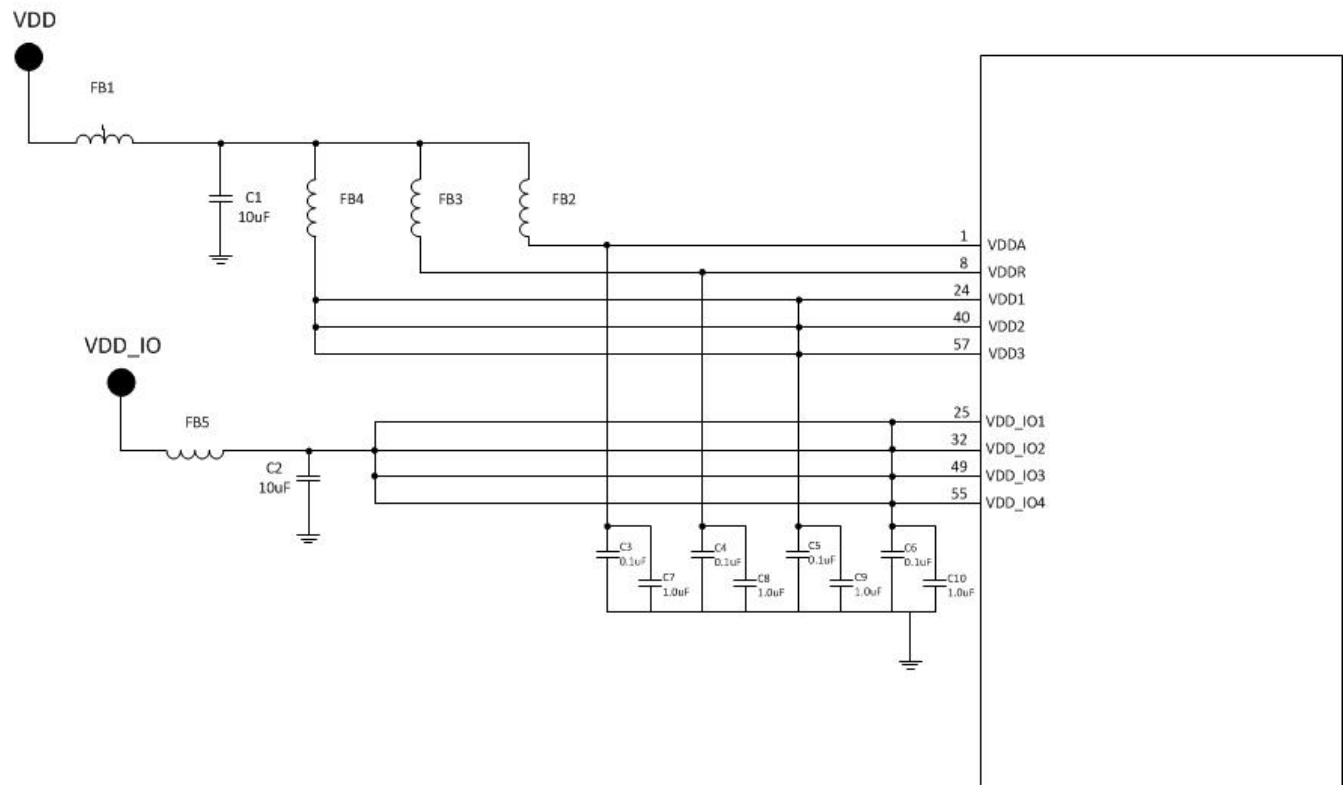 VDD
FB1
C1
10uF
FB4
FB3
FB2
1
VDDA
8
VDDR
24
VDD1
40
VDD2
57
VDD3
VDD_IO
FB5
C2
10uF
25
VDD_IO1
32
VDD_IO2
49
VDD_IO3
55
VDD_IO4
C3
0.1uF
C7
1.0uF
C4
0.1uF
C8
1.0uF
C5
0.1uF
C9
1.0uF
C6
0.1uF
C10
1.0uF